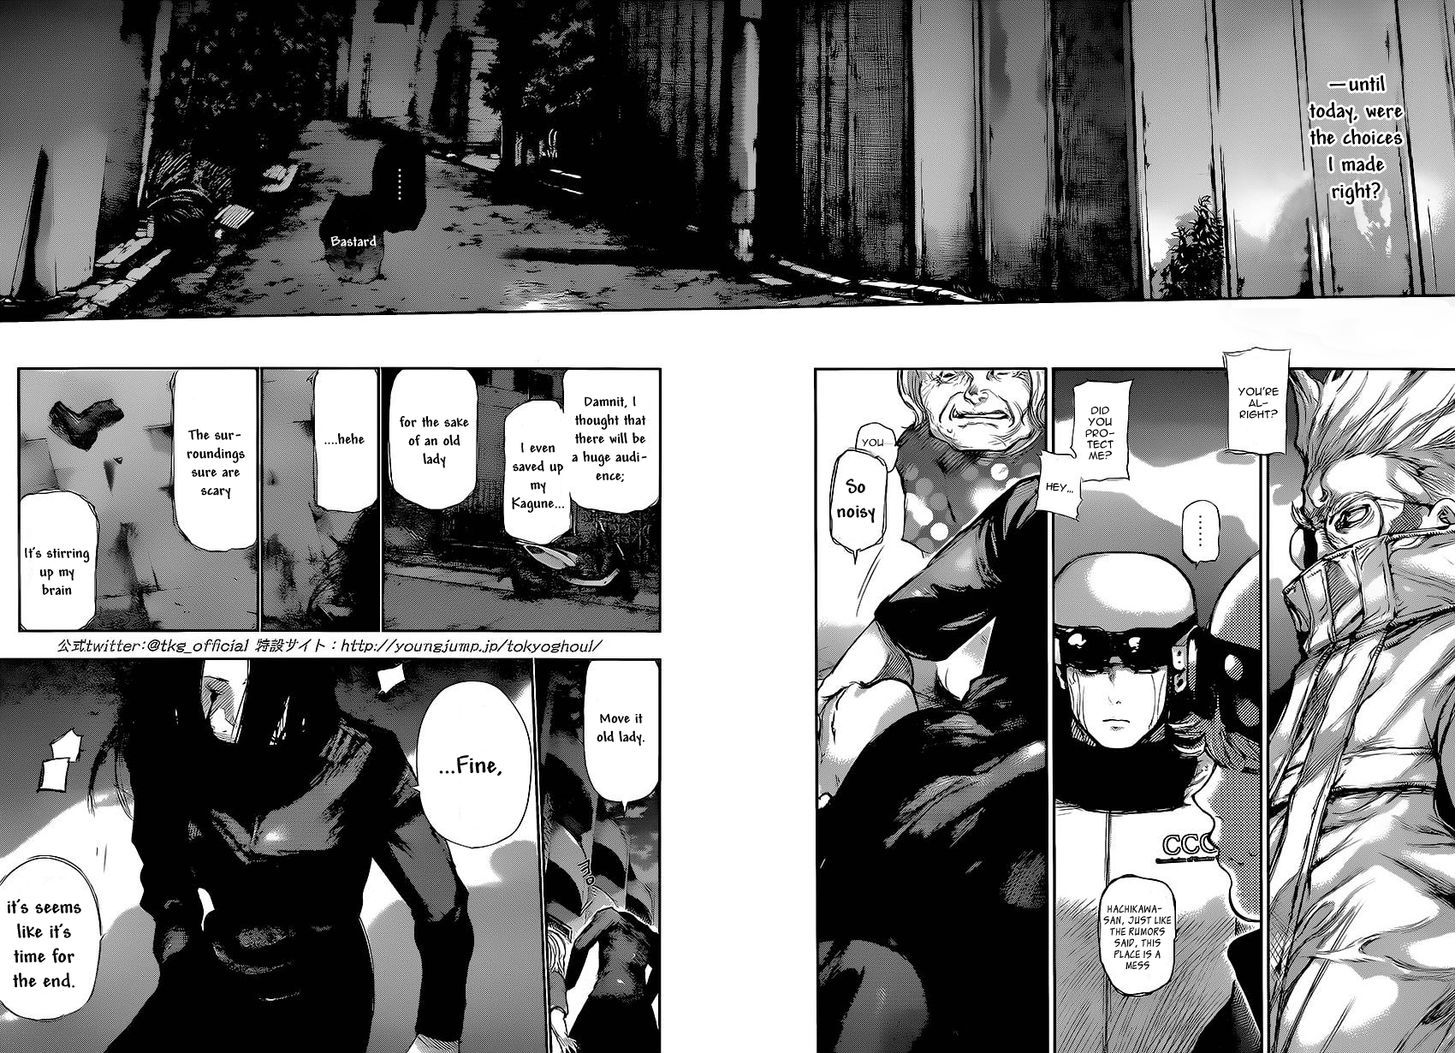 —until
today, were
the choices
I made
right?
......
Bastard
YOU'RE
AL-
RIGHT?
......
DID
YOU
PRO-
TECT
ME?
HEY...
HACHIKAWA-
SAN, JUST LIKE
THE RUMORS
SAID, THIS
PLACE IS A
MESS
CCC
YOU
So
noisy
Damnit, I
thought that
there will be
a huge audi-
ence;
I even
saved up
my
Kagune...
for the sake
of an old
lady
....hehe
The sur-
roundings
sure are
scary
It's stirring
up my
brain
公式twitter:@tkg_official 特設サイト：http://youngjump.jp/tokyoghoul/
Move it
old lady.
...Fine,
it's seems
like it's
time for
the end.